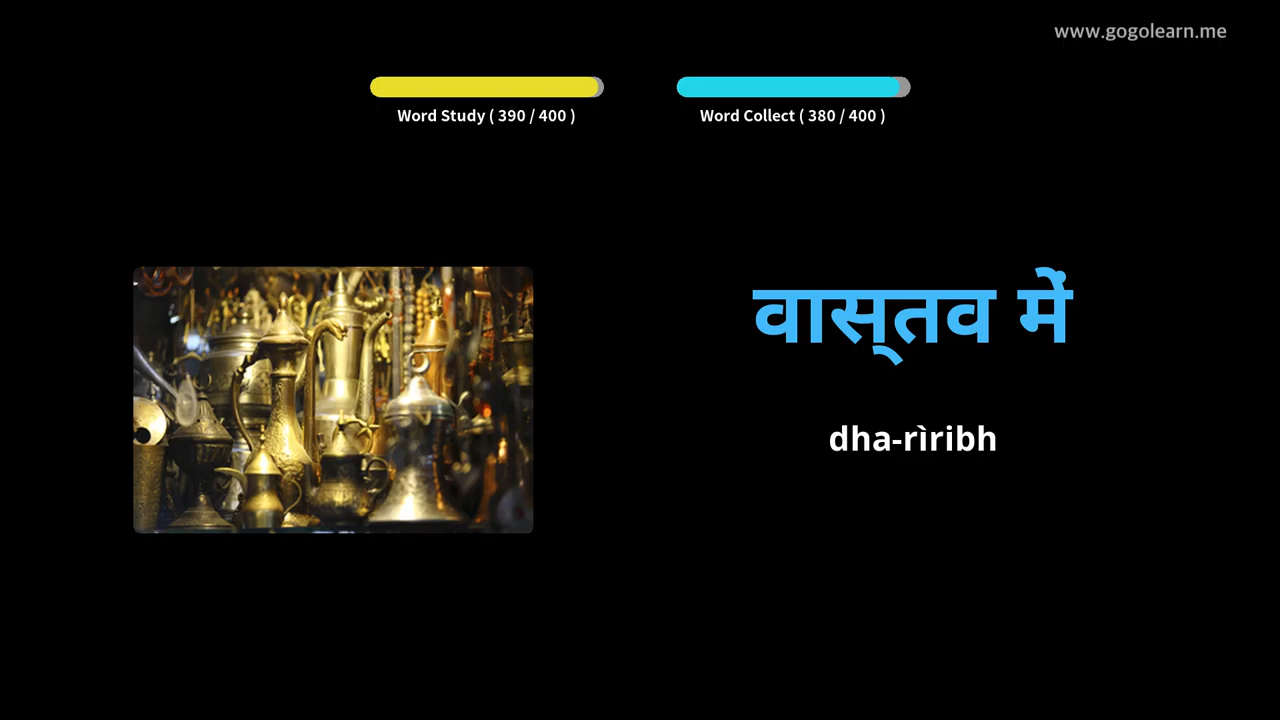 www.gogolearn.me
Word Study ( 390 / 400 )
Word Collect ( 380 / 400 )
वास्‍तव में
dha-rìribh